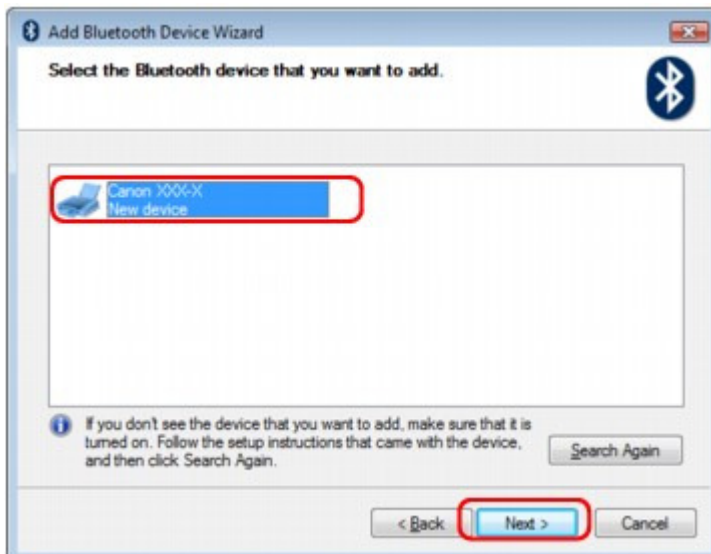 Add Bluetooth Device Wizard
Select the Bluetooth device that you want to add.
Canon XXX-X
New device
If you don't see the device that you want to add, make sure that it is
turned on. Follow the setup instructions that came with the device,
and then click Search Again.
Search Again
< Back
Next >
Cancel